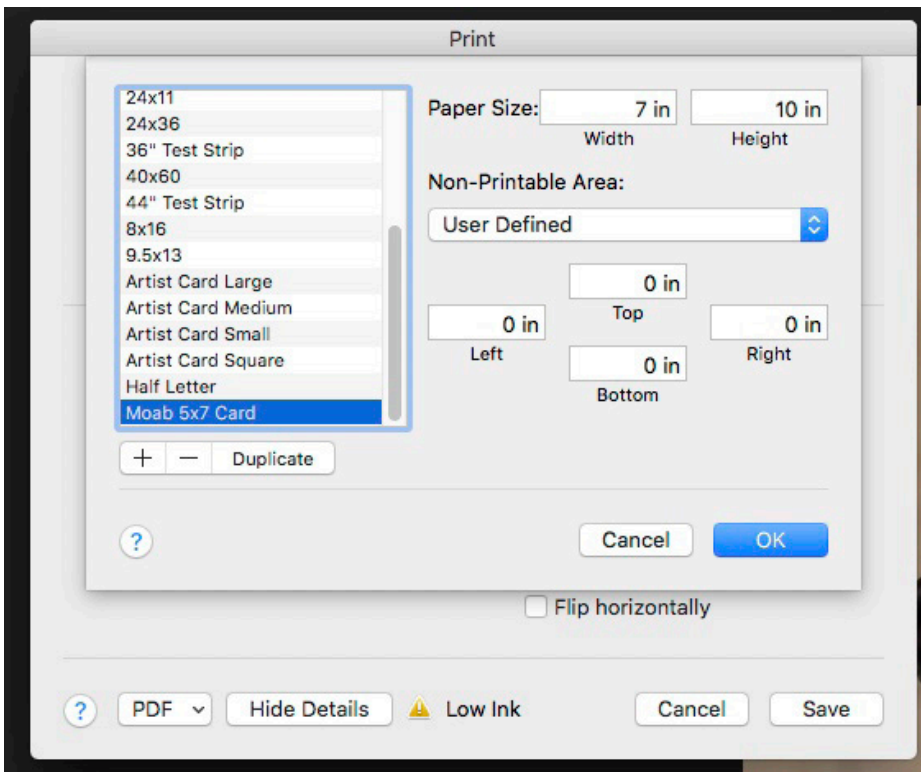 Print
24x11
24x36
36" Test Strip
40x60
44" Test Strip
8x16
9.5x13
Artist Card Large
Artist Card Medium
Artist Card Small
Artist Card Square
Half Letter
Moab 5x7 Card
+ − Duplicate
Paper Size: 7 in 10 in
Width Height
Non-Printable Area:
User Defined
0 in
Top
0 in 0 in
Left Right
0 in
Bottom
? Cancel OK
Flip horizontally
? PDF Hide Details Low Ink Cancel Save